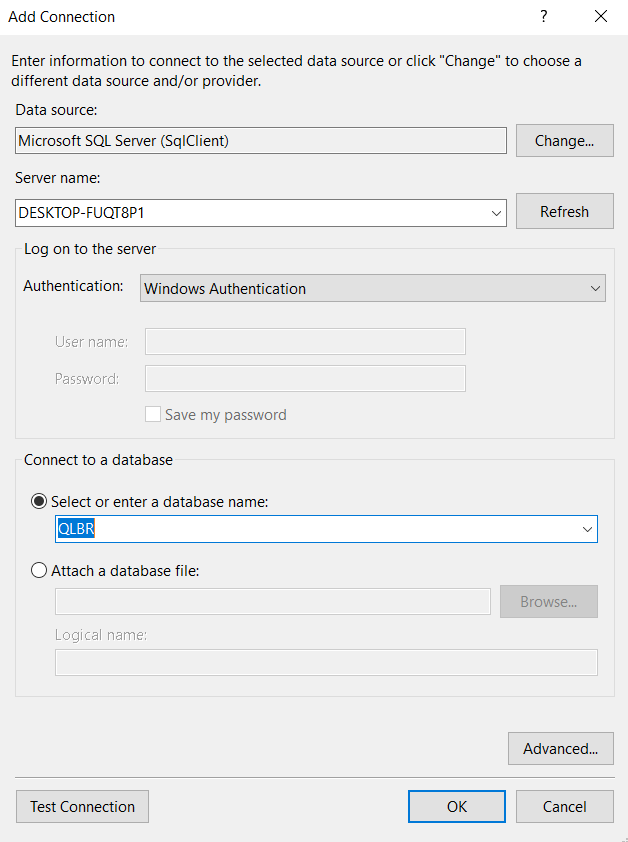 Add Connection
?
Enter information to connect to the selected data source or click "Change" to choose a
different data source and/or provider.
Data source:
Microsoft SQL Server (SqlClient)
Change...
Server name:
DESKTOP-FUQT8P1
Refresh
Log on to the server
Authentication:
Windows Authentication
User name:
Password:
Save my password
Connect to a database
Select or enter a database name:
QLBR
Attach a database file:
Browse...
Logical name:
Advanced...
Test Connection
OK
Cancel